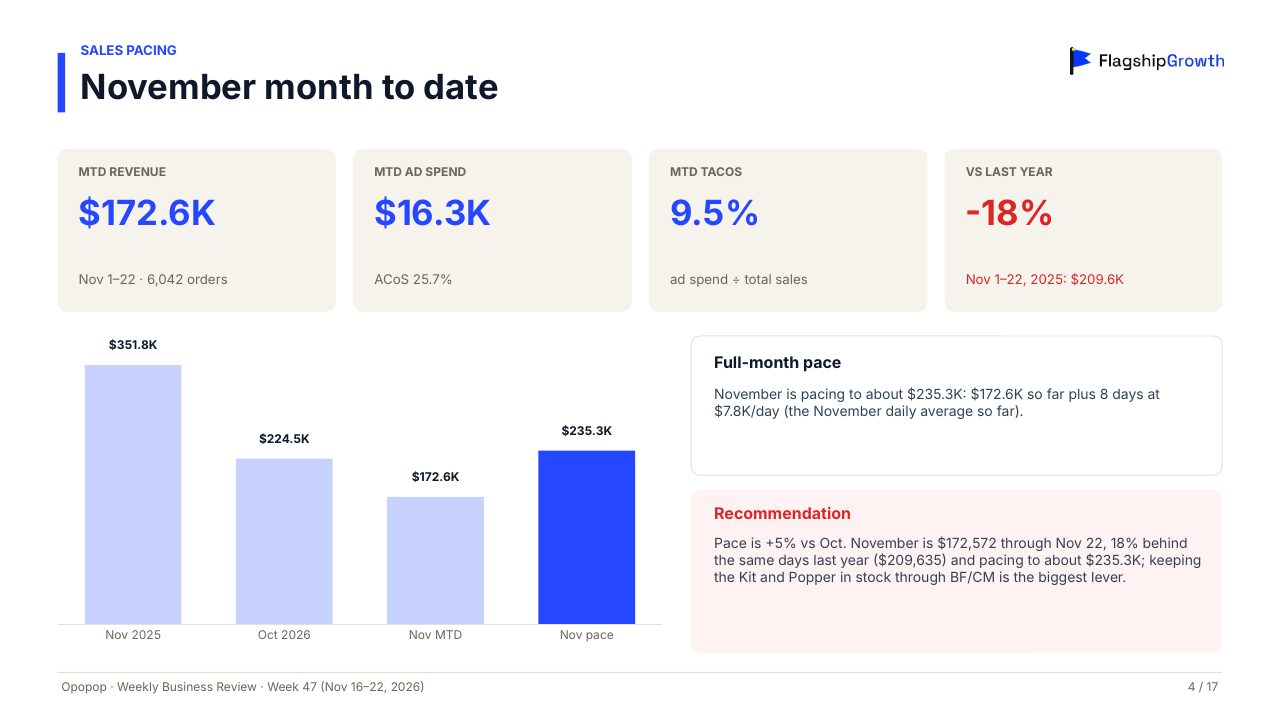 SALES PACING
November month to date
FlagshipGrowth
MTD REVENUE
$172.6K
Nov 1–22 · 6,042 orders
MTD AD SPEND
$16.3K
ACoS 25.7%
MTD TACOS
9.5%
ad spend ÷ total sales
VS LAST YEAR
-18%
Nov 1–22, 2025: $209.6K
$351.8K
$224.5K
$172.6K
$235.3K
Nov 2025
Oct 2026
Nov MTD
Nov pace
Full-month pace
November is pacing to about $235.3K: $172.6K so far plus 8 days at
$7.8K/day (the November daily average so far).
Recommendation
Pace is +5% vs Oct. November is $172,572 through Nov 22, 18% behind
the same days last year ($209,635) and pacing to about $235.3K; keeping
the Kit and Popper in stock through BF/CM is the biggest lever.
Opopop · Weekly Business Review · Week 47 (Nov 16–22, 2026)
4 / 17